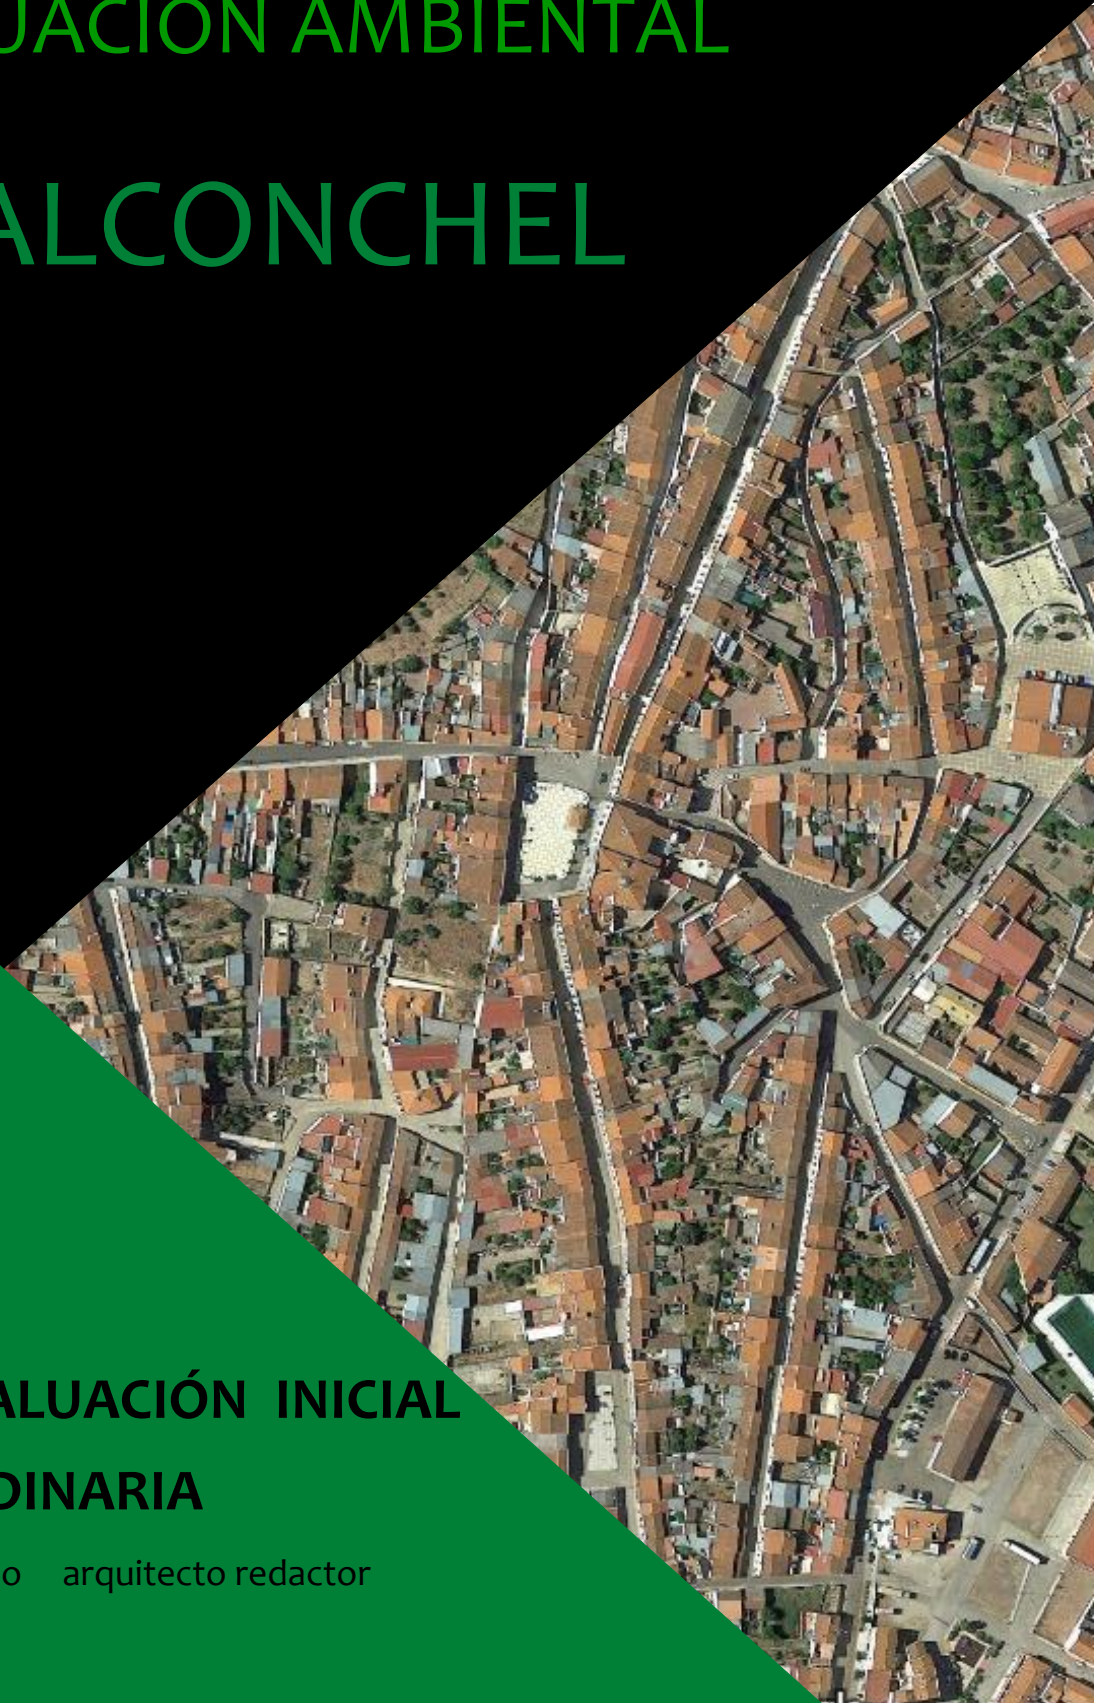 UACIÓN AMBIENTAL
ALCONCHEL
ALUACIÓN INICIAL
DINARIA
o arquitecto redactor